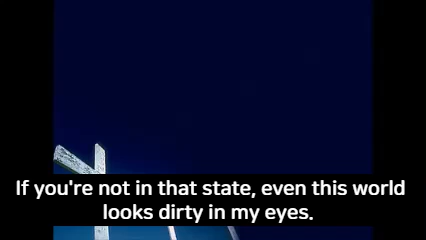 If you're not in that state, even this world
looks dirty in my eyes.